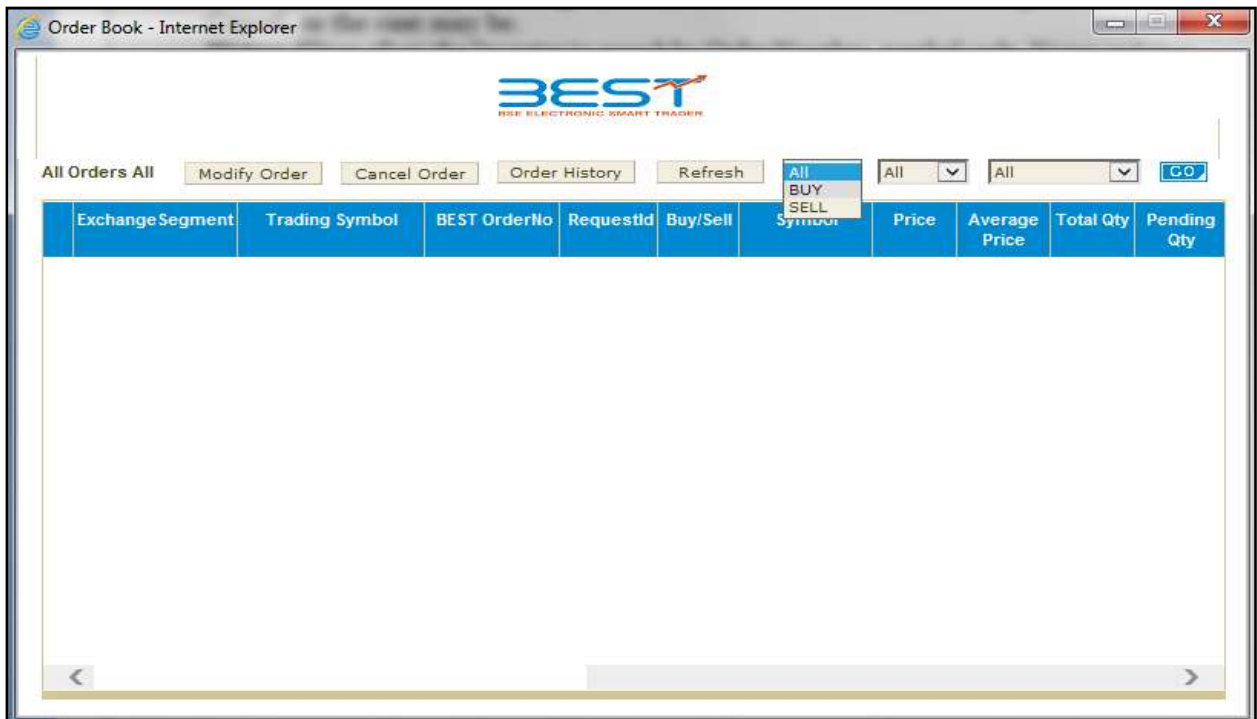 Order Book - Internet Explorer
BEST
BSE ELECTRONIC SMART TRADER
All Orders All Modify Order Cancel Order Order History Refresh All All All GO
BUY
SELL
ExchangeSegment Trading Symbol BEST OrderNo RequestId Buy/Sell Symbol Price Average Price Total Qty Pending Qty